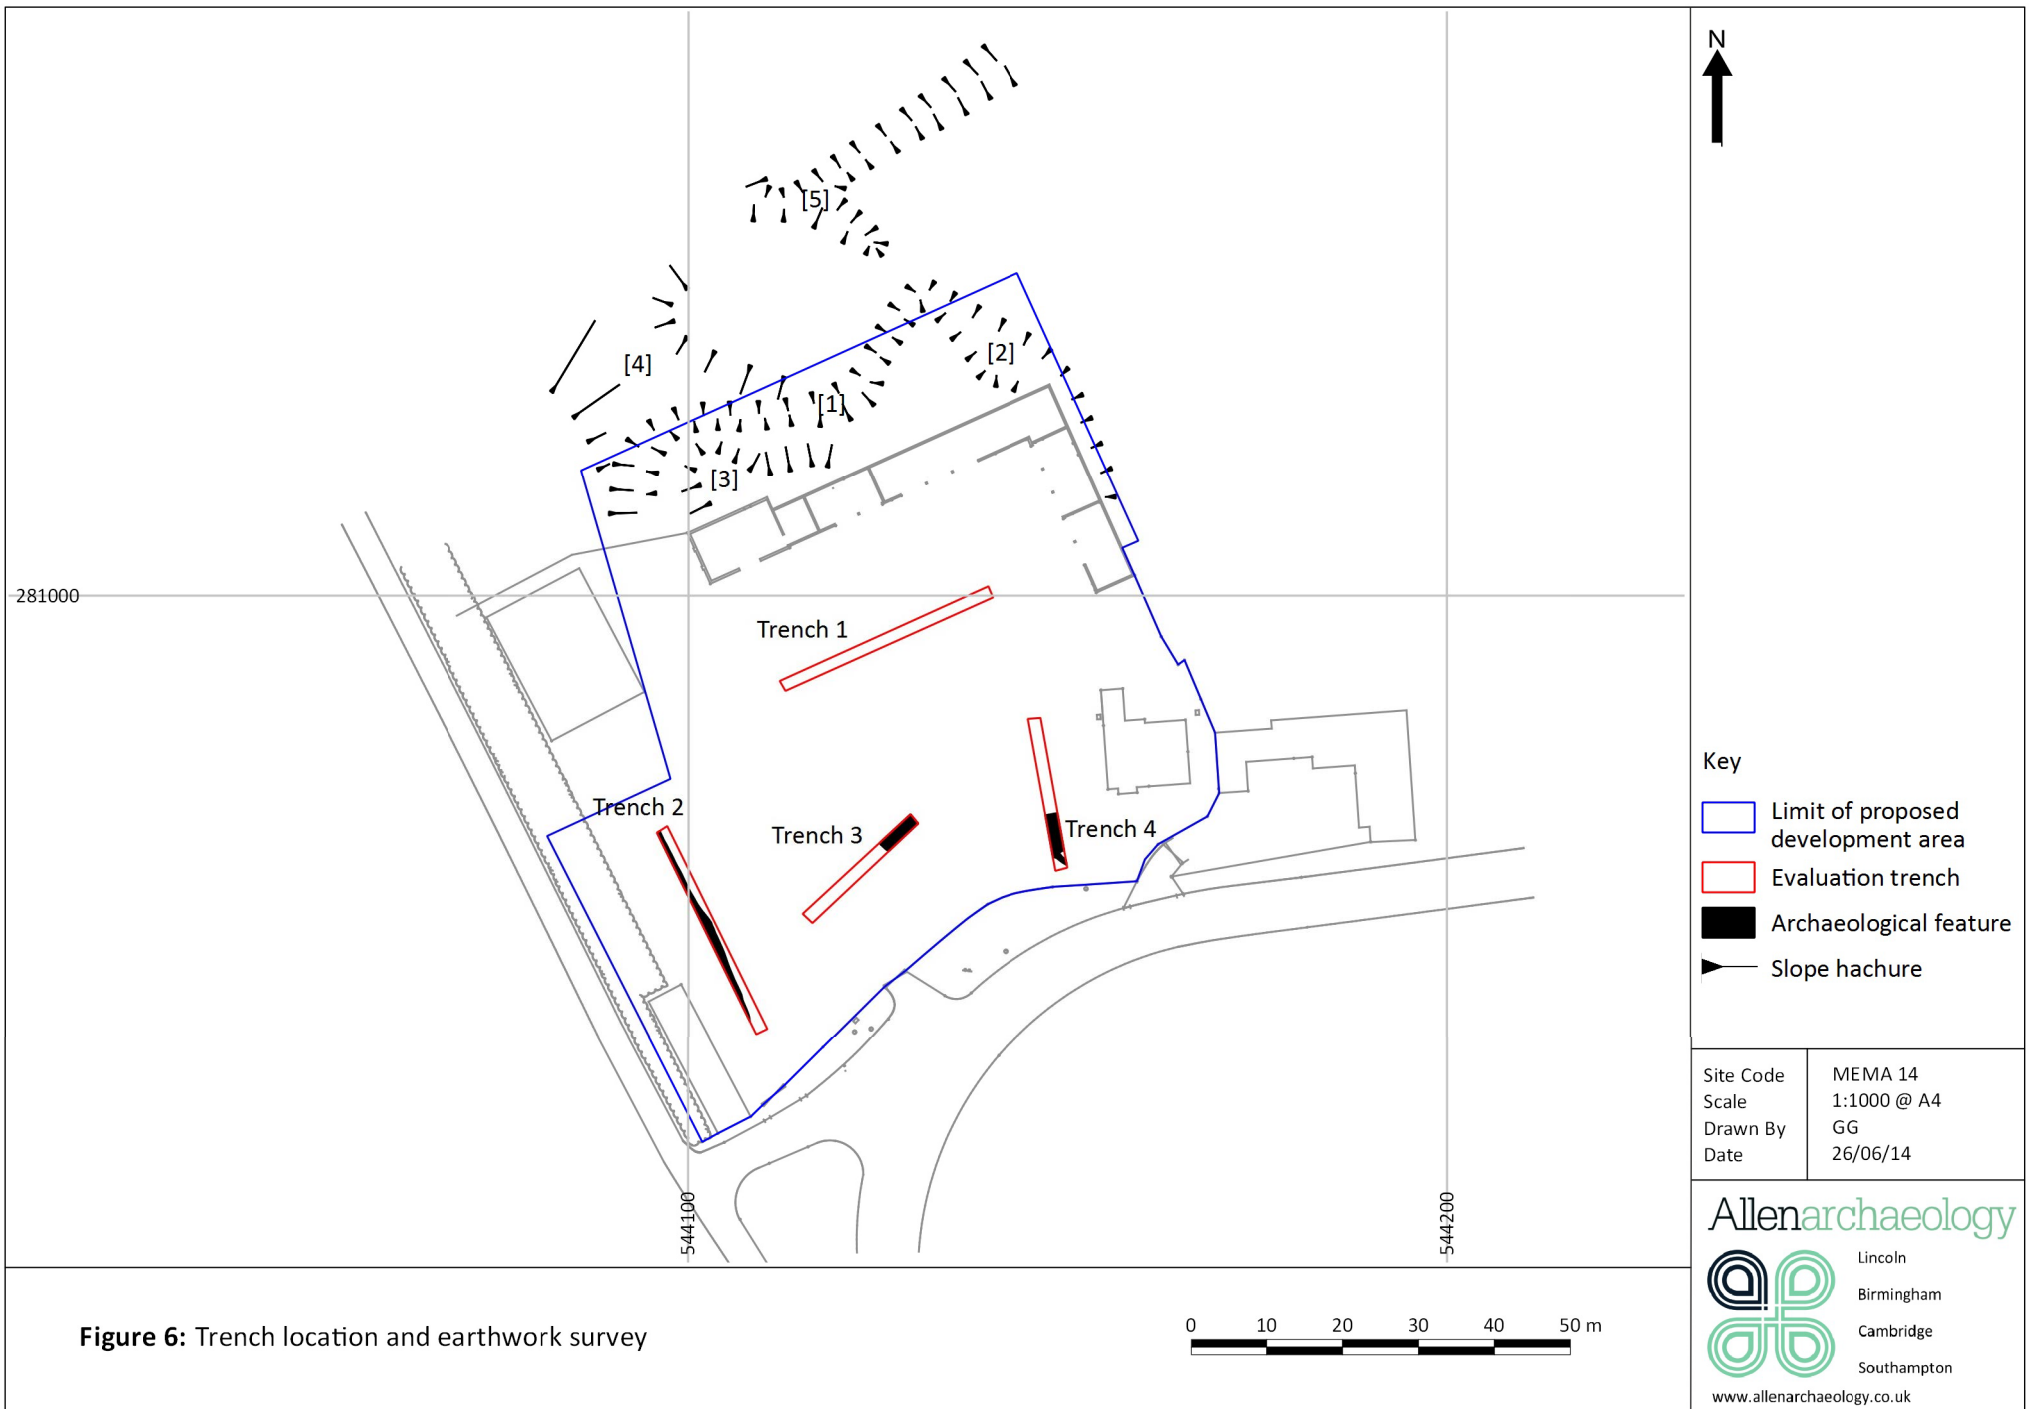 N
[5]
[4]
[2]
[1]
[3]
281000
Trench 1
Trench 2
Trench 3
Trench 4
544100
544200
Key
Limit of proposed
development area
Evaluation trench
Archaeological feature
Slope hachure
Site Code MEMA 14
Scale 1:1000 @ A4
Drawn By GG
Date 26/06/14
Allenarchaeology
Lincoln
Birmingham
Cambridge
Southampton
www.allenarchaeology.co.uk
Figure 6: Trench location and earthwork survey
0 10 20 30 40 50 m